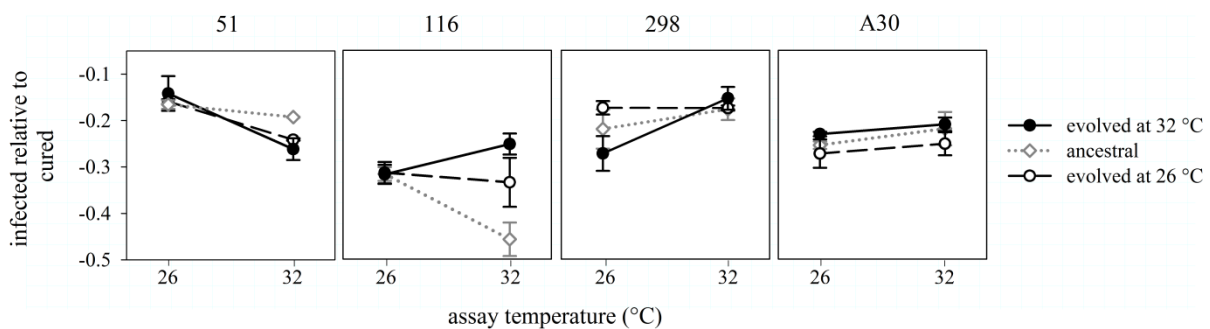 51 116 298 A30
infected relative to
cured
-0.1
-0.2
-0.3
-0.4
-0.5
26 32 26 32 26 32 26 32
assay temperature (°C)
evolved at 32 °C
ancestral
evolved at 26 °C